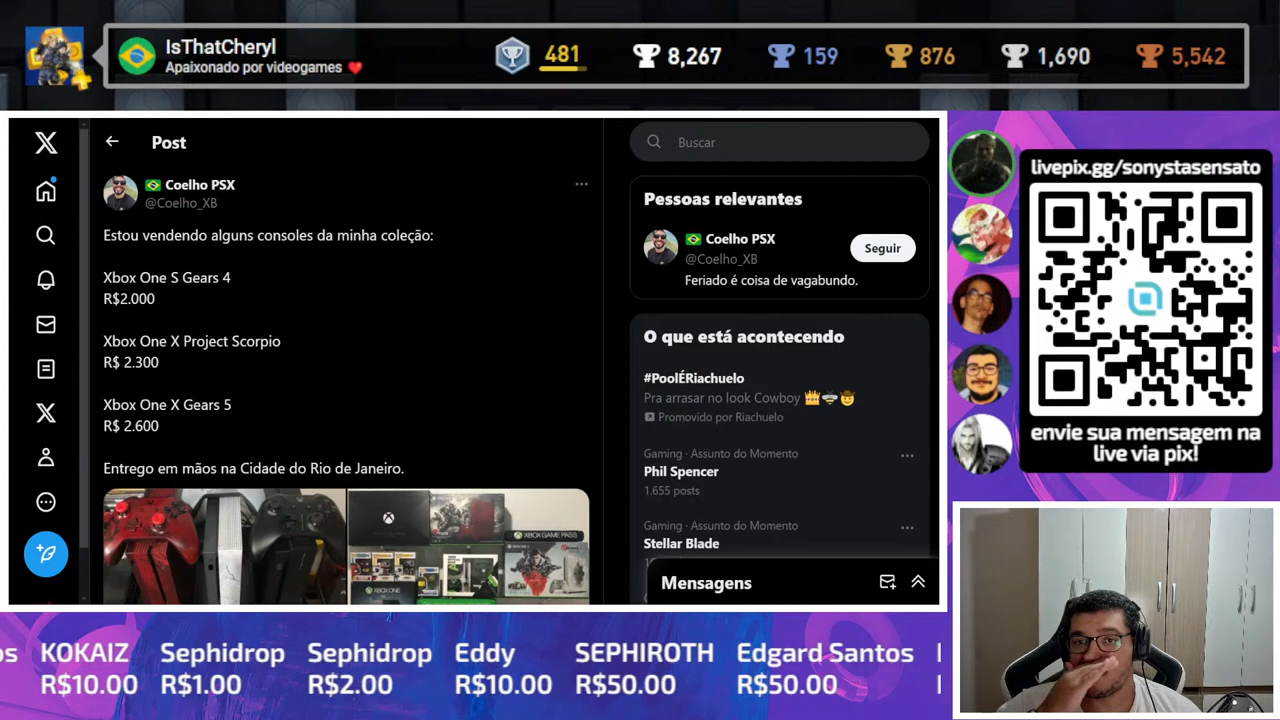 IsThatCheryl
Apaixonado por videogames ❤️
481
8,267
159
876
1,690
5,542
Post
🇧🇷 Coelho PSX
@Coelho_XB
Estou vendendo alguns consoles da minha coleção:
Xbox One S Gears 4
R$2.000
Xbox One X Project Scorpio
R$ 2.300
Xbox One X Gears 5
R$ 2.600
Entrego em mãos na Cidade do Rio de Janeiro.
XBOX GAME PASS
XBOX ONE
Buscar
Pessoas relevantes
🇧🇷 Coelho PSX
@Coelho_XB
Seguir
Feriado é coisa de vagabundo.
O que está acontecendo
#PoolÉRiachuelo
Pra arrasar no look Cowboy 👑🐝🤠
Promovido por Riachuelo
Gaming · Assunto do Momento
Phil Spencer
1.655 posts
Gaming · Assunto do Momento
Stellar Blade
Mensagens
livepix.gg/sonystasensato
envie sua mensagem na
live via pix!
os KOKAIZ Sephidrop Sephidrop Eddy SEPHIROTH Edgard Santos
R$10.00 R$1.00 R$2.00 R$10.00 R$50.00 R$50.00